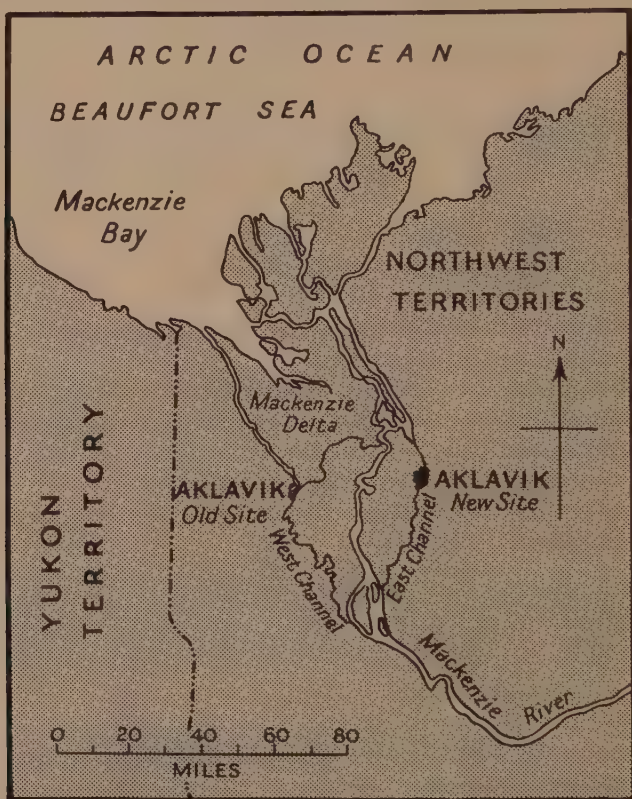 ARCTIC OCEAN
BEAUFORT SEA
Mackenzie
Bay
NORTHWEST
TERRITORIES
N
Mackenzie
Delta
AKLAVIK
Old Site
AKLAVIK
New Site
YUKON
TERRITORY
West Channel
East Channel
Mackenzie River
0 20 40 60 80
MILES